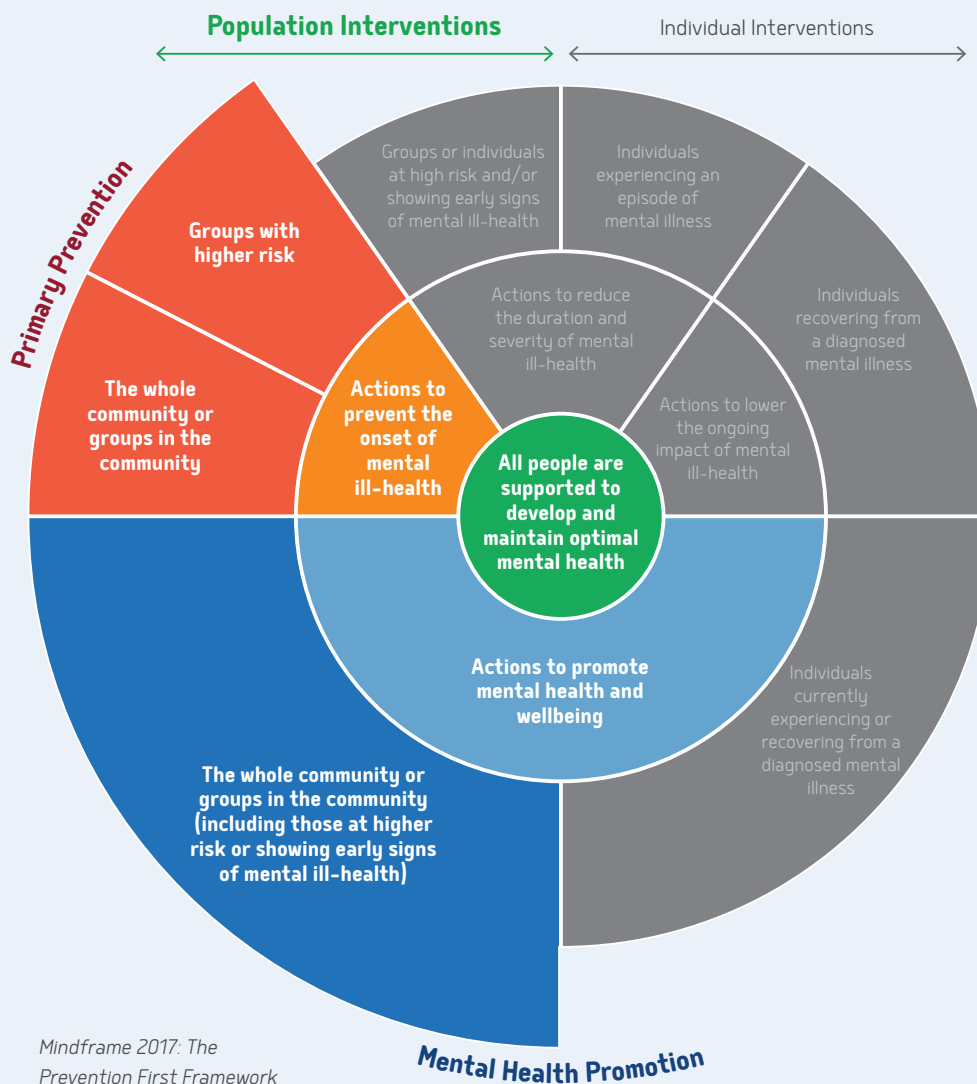 Population Interventions
Individual Interventions
Primary Prevention
Groups with
higher risk
The whole
community or
groups in the
community
Groups or individuals
at high risk and/or
showing early signs
of mental ill-health
Individuals
experiencing an
episode of
mental illness
Individuals
recovering from
a diagnosed
mental illness
Actions to
prevent the
onset of
mental
ill-health
Actions to reduce
the duration and
severity of mental
ill-health
Actions to lower
the ongoing
impact of mental
ill-health
All people are
supported to
develop and
maintain optimal
mental health
Actions to promote
mental health and
wellbeing
Individuals
currently
experiencing or
recovering from a
diagnosed mental
illness
The whole community or
groups in the community
(including those at higher
risk or showing early signs
of mental ill-health)
Mental Health Promotion
Mindframe 2017: The
Prevention First Framework